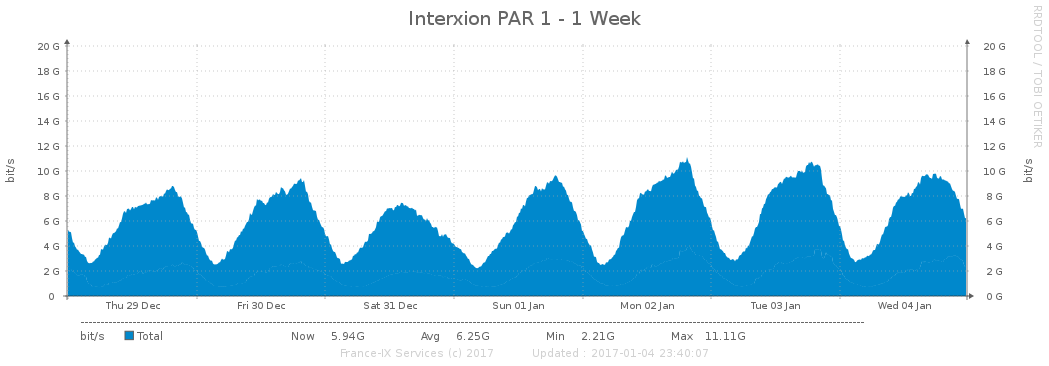 Interxion PAR 1 - 1 Week
RRDTOOL / TOBI OETIKER
20 G 20 G
18 G 18 G
16 G 16 G
14 G 14 G
12 G 12 G
10 G 10 G
8 G 8 G
6 G 6 G
4 G 4 G
2 G 2 G
0 0 G
bit/s
bit/s
Thu 29 Dec Fri 30 Dec Sat 31 Dec Sun 01 Jan Mon 02 Jan Tue 03 Jan Wed 04 Jan
bit/s Total Now 5.94G Avg 6.25G Min 2.21G Max 11.11G
France-IX Services (c) 2017 Updated : 2017-01-04 23:40:07